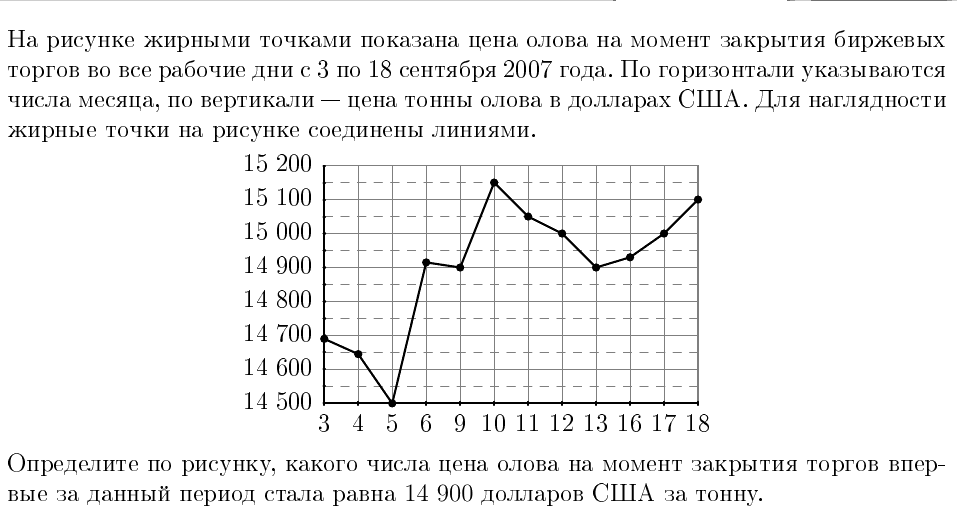 На рисунке жирными точками показана цена олова на момент закрытия биржевых
торгов во все рабочие дни с 3 по 18 сентября 2007 года. По горизонтали указываются
числа месяца, по вертикали — цена тонны олова в долларах США. Для наглядности
жирные точки на рисунке соединены линиями.
15 200
15 100
15 000
14 900
14 800
14 700
14 600
14 500
3 4 5 6 9 10 11 12 13 16 17 18
Определите по рисунку, какого числа цена олова на момент закрытия торгов впер-
вые за данный период стала равна 14 900 долларов США за тонну.